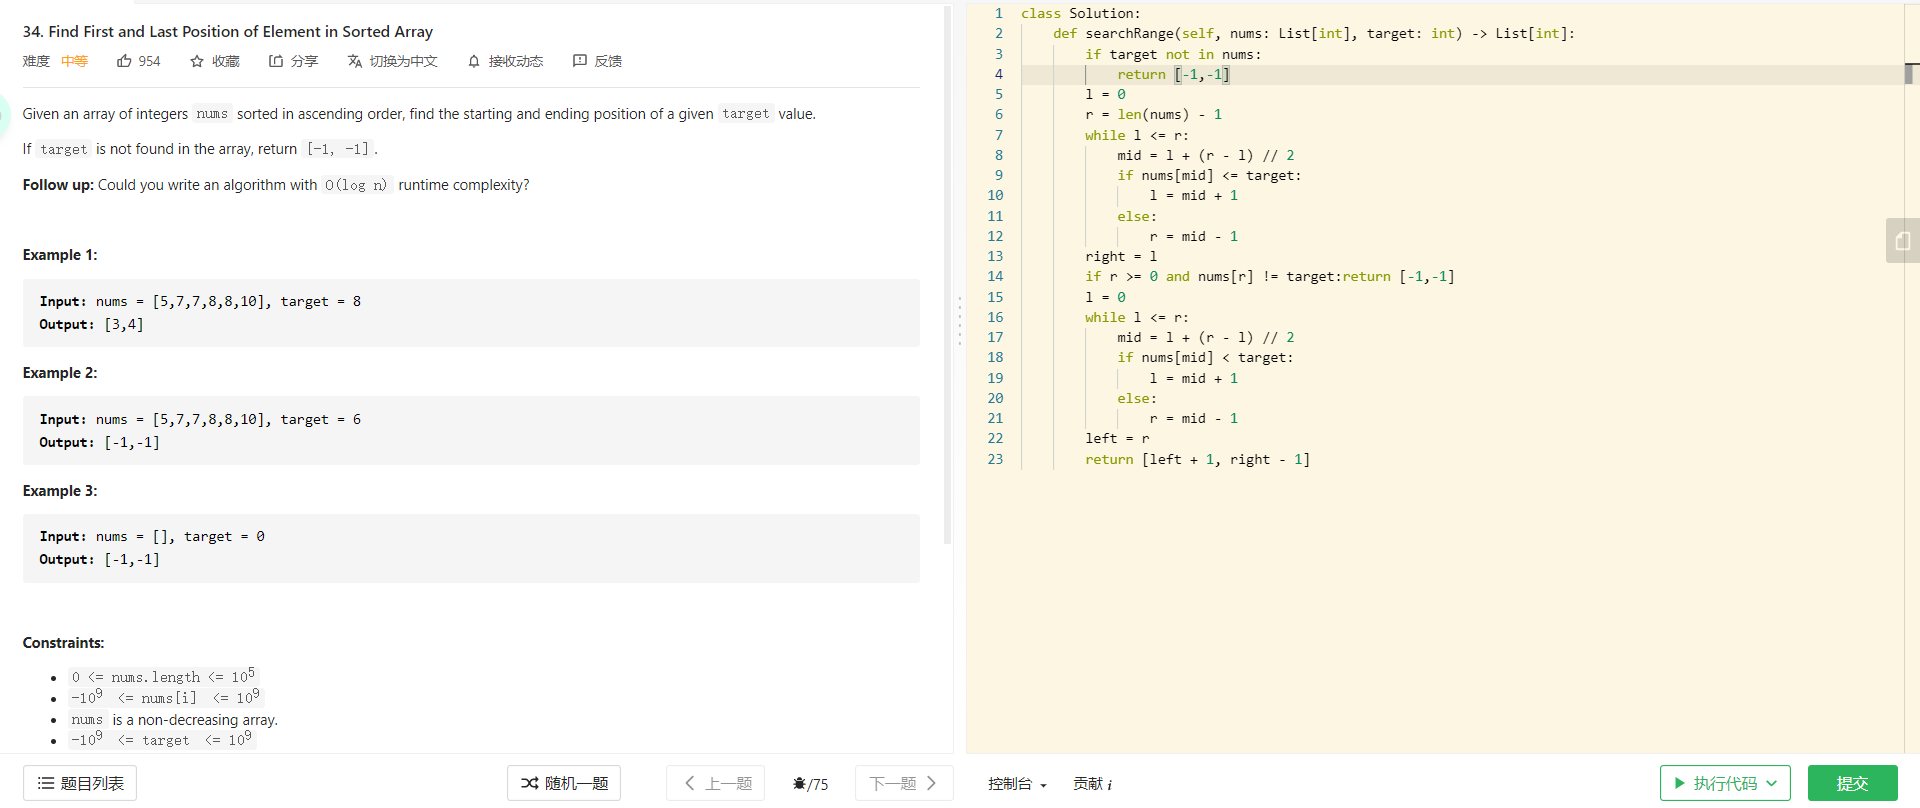 34. Find First and Last Position of Element in Sorted Array
难度 中等 954 收藏 分享 切换为中文 接收动态 反馈
Given an array of integers nums sorted in ascending order, find the starting and ending position of a given target value.
If target is not found in the array, return [-1, -1].
Follow up: Could you write an algorithm with O(log n) runtime complexity?
Example 1:
Input: nums = [5,7,7,8,8,10], target = 8
Output: [3,4]
Example 2:
Input: nums = [5,7,7,8,8,10], target = 6
Output: [-1,-1]
Example 3:
Input: nums = [], target = 0
Output: [-1,-1]
Constraints:
0 <= nums.length <= 10⁵
-10⁹ <= nums[i] <= 10⁹
nums is a non-decreasing array.
-10⁹ <= target <= 10⁹
题目列表 随机一题 上一题 /75 下一题
1 class Solution:
2 def searchRange(self, nums: List[int], target: int) -> List[int]:
3 if target not in nums:
4 return [-1,-1]
5 l = 0
6 r = len(nums) - 1
7 while l <= r:
8 mid = l + (r - l) // 2
9 if nums[mid] <= target:
10 l = mid + 1
11 else:
12 r = mid - 1
13 right = l
14 if r >= 0 and nums[r] != target:return [-1,-1]
15 l = 0
16 while l <= r:
17 mid = l + (r - l) // 2
18 if nums[mid] < target:
19 l = mid + 1
20 else:
21 r = mid - 1
22 left = r
23 return [left + 1, right - 1]
控制台 贡献 i 执行代码 提交